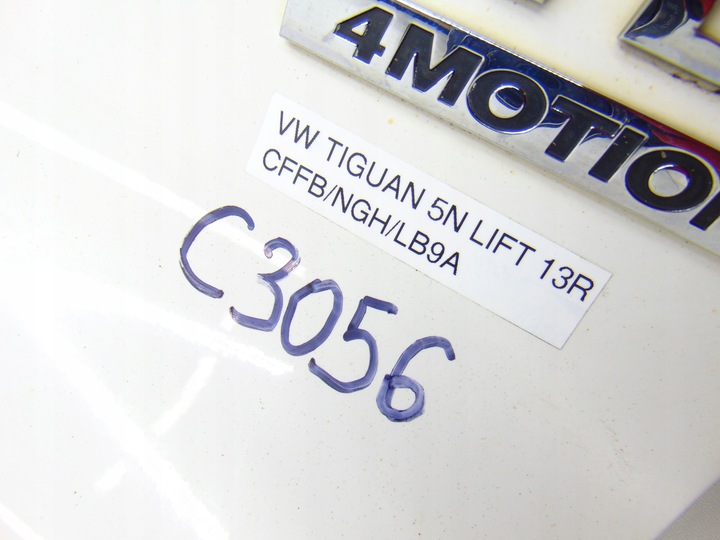 4MOTION
VW TIGUAN 5N LIFT 13R
CFFB/NGH/LB9A
C3056